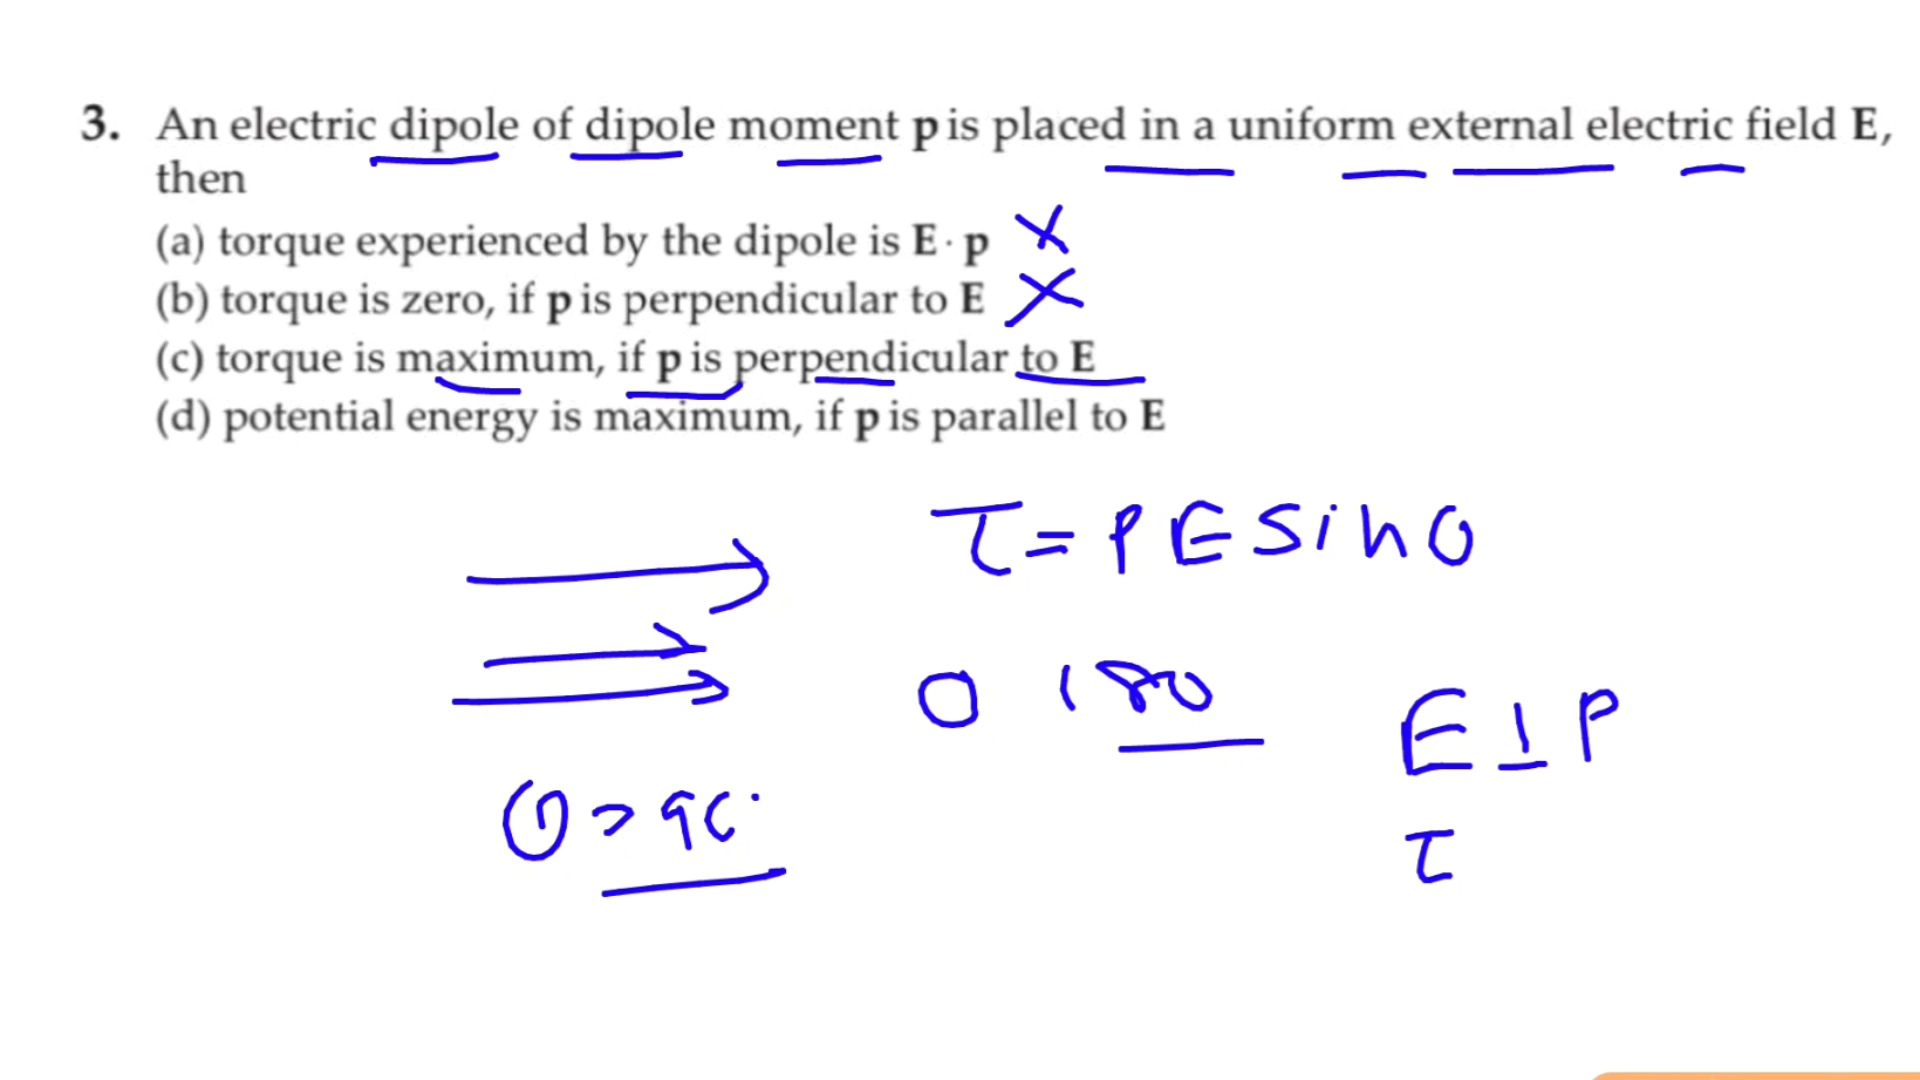 3. An electric dipole of dipole moment p is placed in a uniform external electric field E,
then
(a) torque experienced by the dipole is E · p
(b) torque is zero, if p is perpendicular to E
(c) torque is maximum, if p is perpendicular to E
(d) potential energy is maximum, if p is parallel to E
τ = P E sin θ
0 180
E ⊥ P
τ